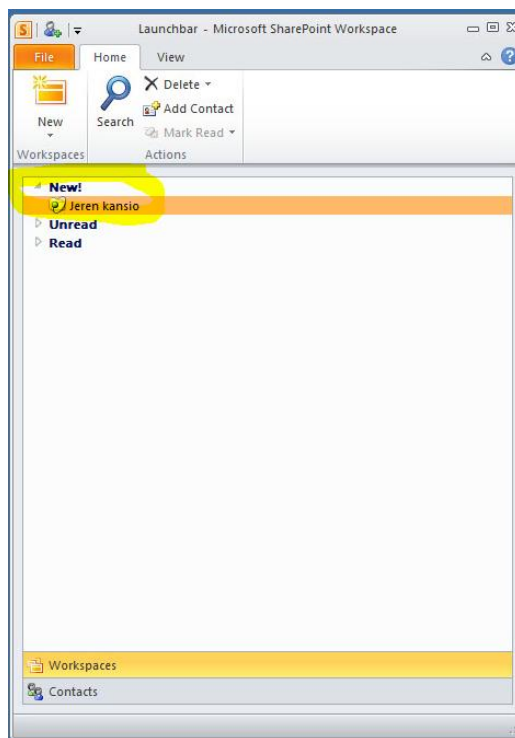 S Launchbar - Microsoft SharePoint Workspace
File Home View
New
Search
Delete
Add Contact
Mark Read
Workspaces Actions
New!
Jeren kansio
Unread
Read
Workspaces
Contacts